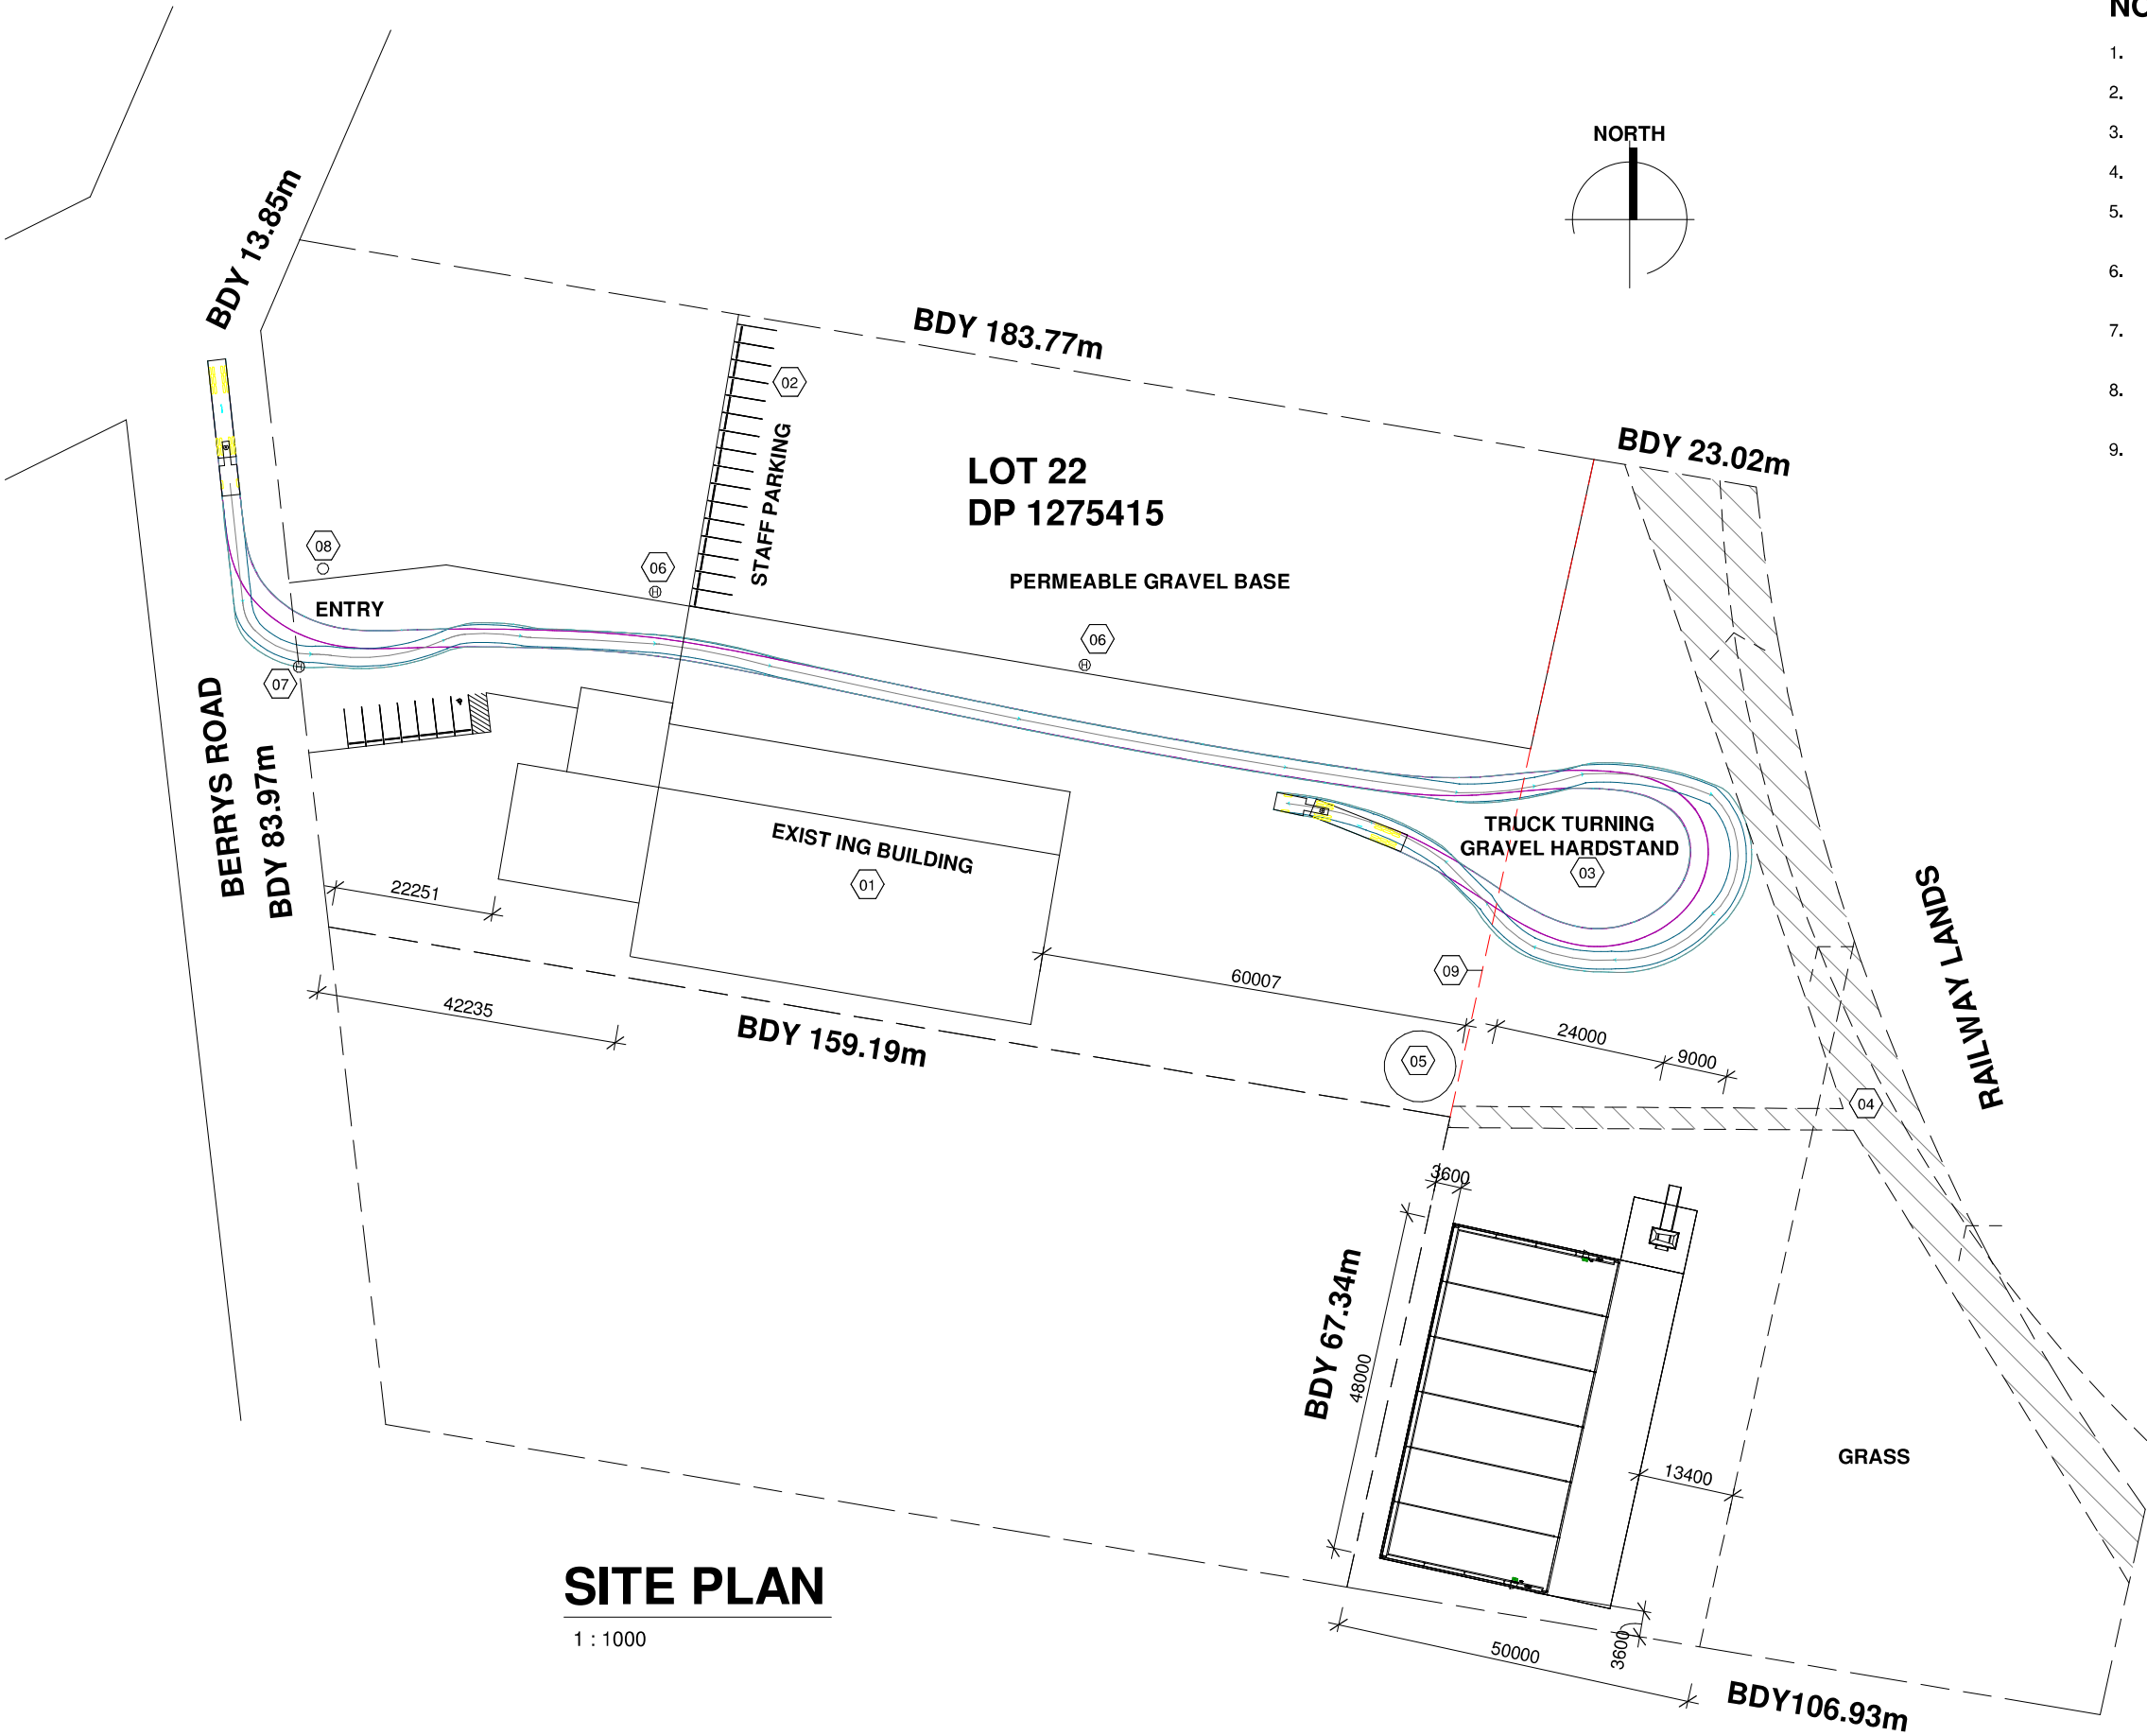 NO
1.
2.
3.
4.
5.
6.
7.
8.
9.
NORTH
BDY 13.85m
BDY 183.77m
02
BDY 23.02m
STAFF PARKING
LOT 22
DP 1275415
08
06
PERMEABLE GRAVEL BASE
ENTRY
06
07
BERRYS ROAD
BDY 83.97m
EXIST ING BUILDING
01
TRUCK TURNING
GRAVEL HARDSTAND
03
22251
RAILWAY LANDS
09
60007
42235
BDY 159.19m
24000
9000
05
04
3600
BDY 67.34m
48000
GRASS
13400
SITE PLAN
1 : 1000
3600
50000
BDY106.93m